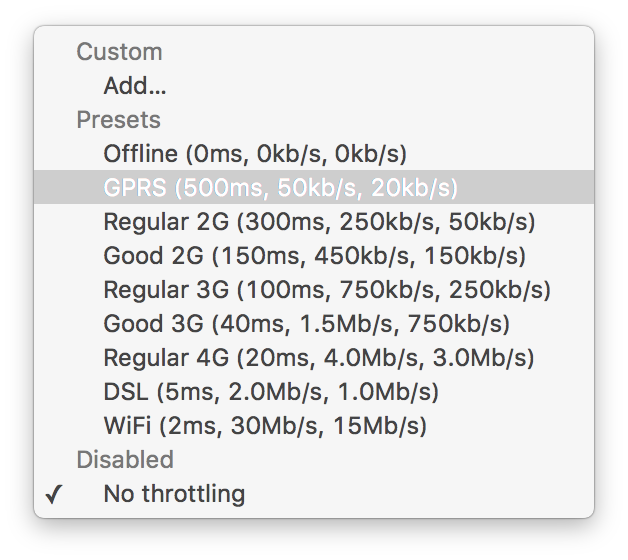 Custom
Add...
Presets
Offline (0ms, 0kb/s, 0kb/s)
GPRS (500ms, 50kb/s, 20kb/s)
Regular 2G (300ms, 250kb/s, 50kb/s)
Good 2G (150ms, 450kb/s, 150kb/s)
Regular 3G (100ms, 750kb/s, 250kb/s)
Good 3G (40ms, 1.5Mb/s, 750kb/s)
Regular 4G (20ms, 4.0Mb/s, 3.0Mb/s)
DSL (5ms, 2.0Mb/s, 1.0Mb/s)
WiFi (2ms, 30Mb/s, 15Mb/s)
Disabled
✓ No throttling